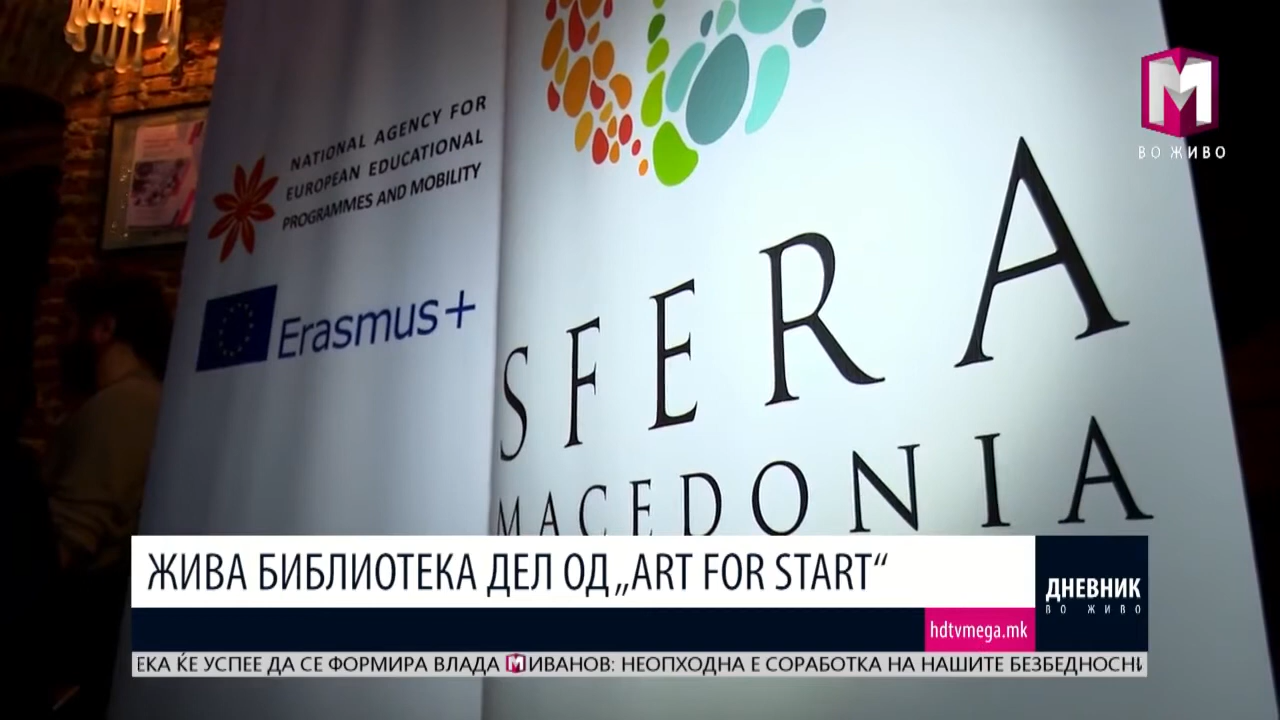 NATIONAL AGENCY FOR
EUROPEAN EDUCATIONAL
PROGRAMMES AND MOBILITY
Erasmus+
SFERA
MACEDONIA
M
ВО ЖИВО
ЖИВА БИБЛИОТЕКА ДЕЛ ОД „ART FOR START“
ДНЕВНИК
ВО ЖИВО
hdtvmega.mk
ЕКА ЌЕ УСПЕЕ ДА СЕ ФОРМИРА ВЛАДА М ИВАНОВ: НЕОПХОДНА Е СОРАБОТКА НА НАШИТЕ БЕЗБЕДНОСНИ